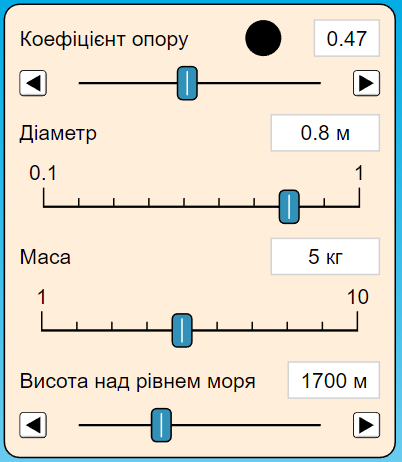 Коефіцієнт опору 0.47
Діаметр 0.8 м
0.1 1
Маса 5 кг
1 10
Висота над рівнем моря 1700 м